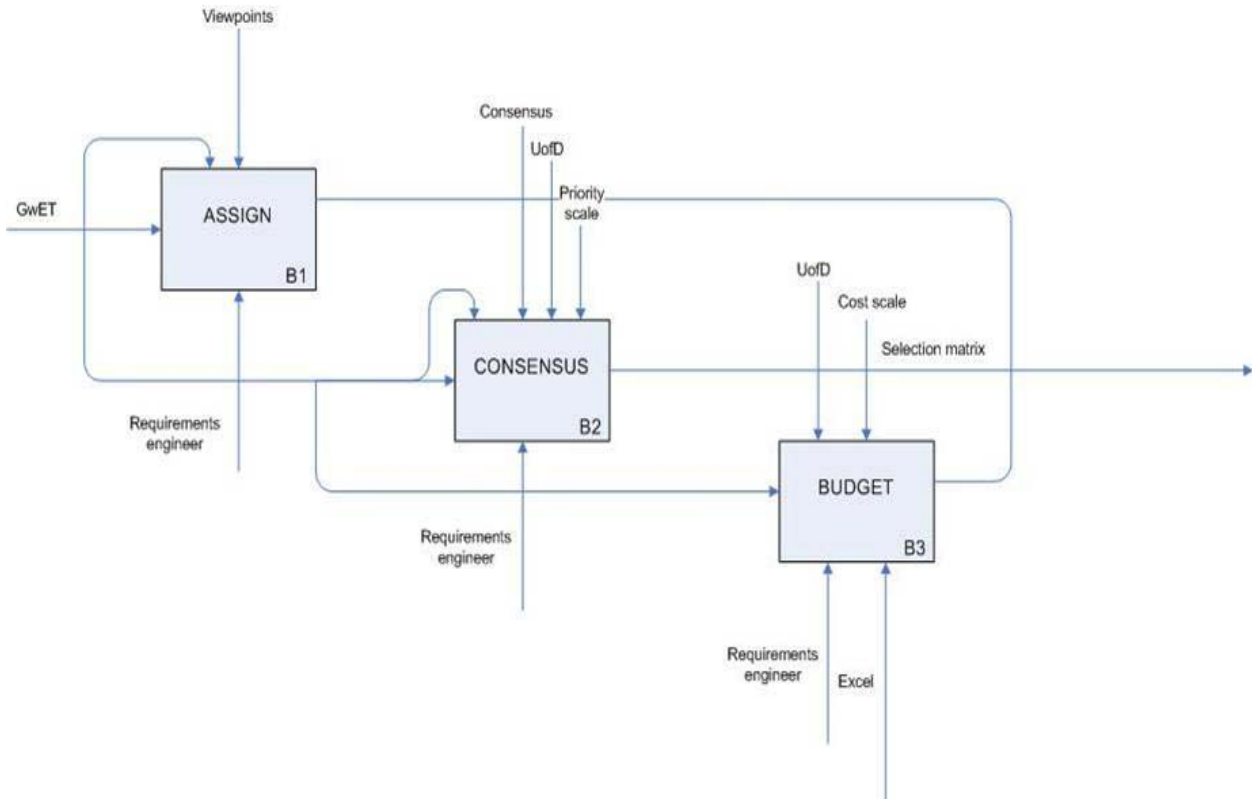 Viewpoints
Consensus
UofD
Priority
scale
GwET
ASSIGN
B1
UofD
Cost scale
Selection matrix
CONSENSUS
B2
Requirements
engineer
BUDGET
B3
Requirements
engineer
Requirements
engineer
Excel